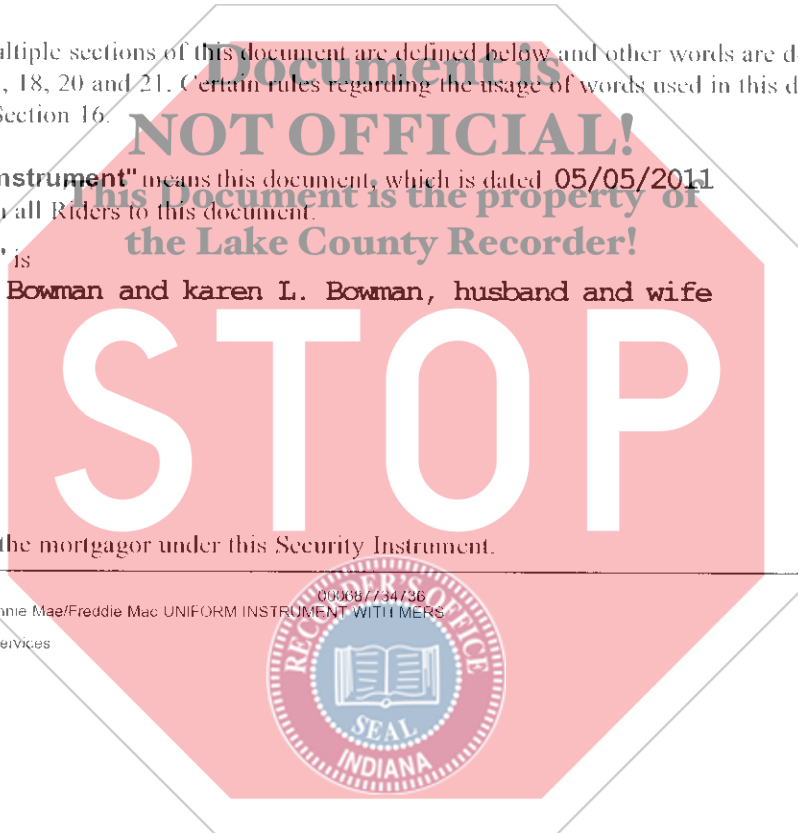 ultiple sections of this document are defined below and other words are d
, 18, 20 and 21. Certain rules regarding the usage of words used in this d
Section 16.
Document is
NOT OFFICIAL!
This Document is the property of
the Lake County Recorder!
nstrument" means this document, which is dated 05/05/2011
all Riders to this document.
" is
Bowman and karen L. Bowman, husband and wife
STOP
the mortgagor under this Security Instrument.
000687734736
nnie Mae/Freddie Mac UNIFORM INSTRUMENT WITH MERS
ervices
RECORDER'S OFFICE
SEAL
INDIANA